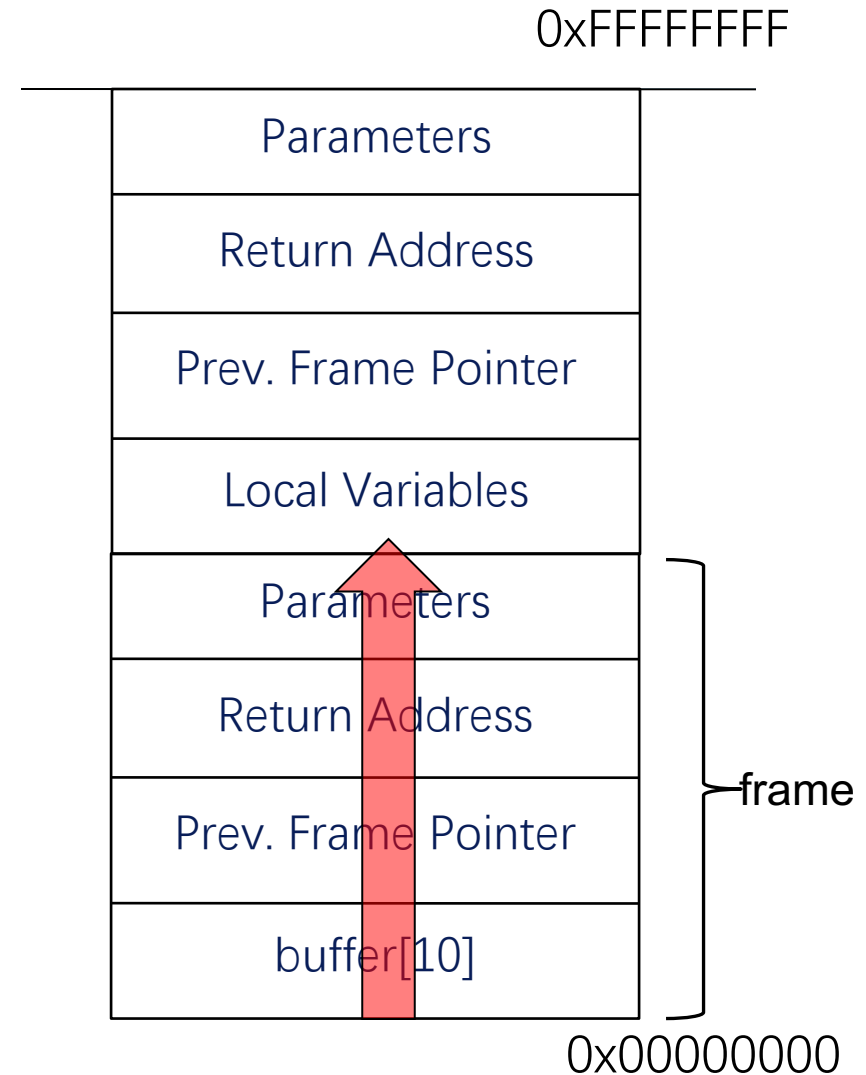 0xFFFFFFFF
Parameters
Return Address
Prev. Frame Pointer
Local Variables
Parameters
Return Address
frame
Prev. Frame Pointer
buffer[10]
0x00000000